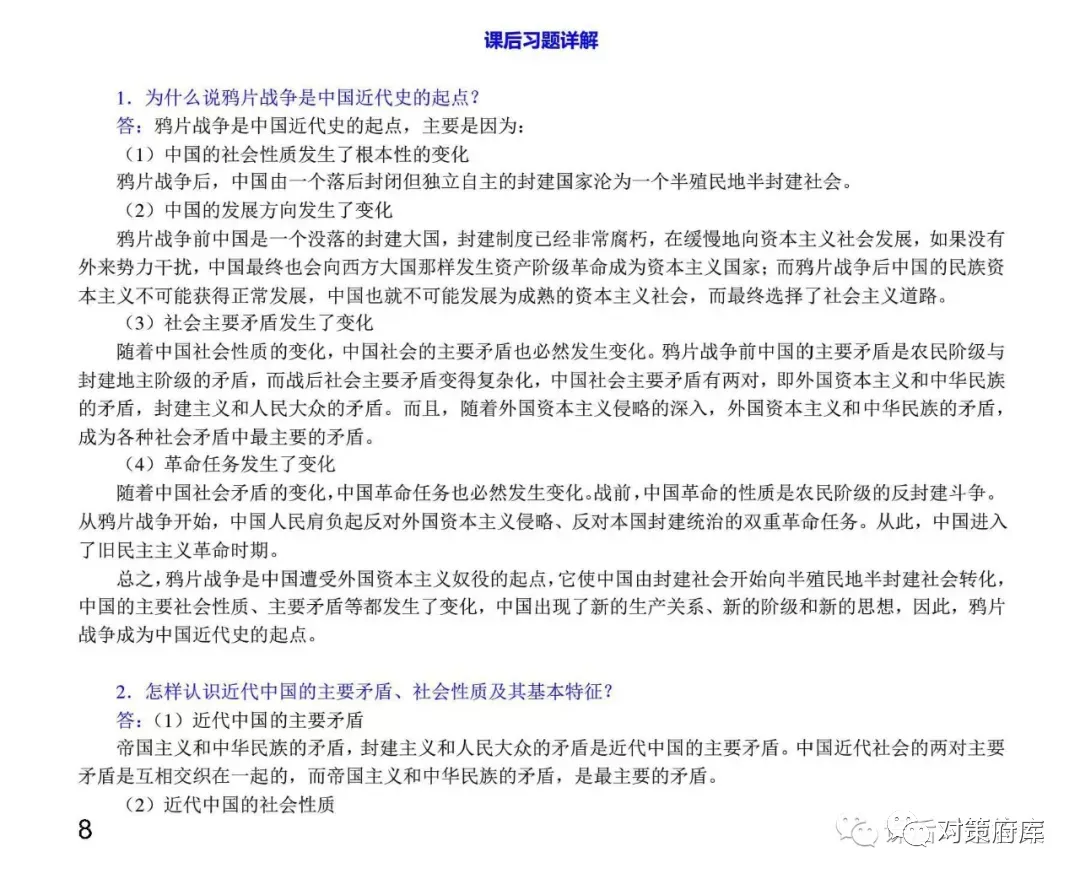 课后习题详解
1．为什么说鸦片战争是中国近代史的起点？
答：鸦片战争是中国近代史的起点，主要是因为：
（1）中国的社会性质发生了根本性的变化
鸦片战争后，中国由一个落后封闭但独立自主的封建国家沦为一个半殖民地半封建社会。
（2）中国的发展方向发生了变化
鸦片战争前中国是一个没落的封建大国，封建制度已经非常腐朽，在缓慢地向资本主义社会发展，如果没有
外来势力干扰，中国最终也会向西方大国那样发生资产阶级革命成为资本主义国家；而鸦片战争后中国的民族资
本主义不可能获得正常发展，中国也就不可能发展为成熟的资本主义社会，而最终选择了社会主义道路。
（3）社会主要矛盾发生了变化
随着中国社会性质的变化，中国社会的主要矛盾也必然发生变化。鸦片战争前中国的主要矛盾是农民阶级与
封建地主阶级的矛盾，而战后社会主要矛盾变得复杂化，中国社会主要矛盾有两对，即外国资本主义和中华民族
的矛盾，封建主义和人民大众的矛盾。而且，随着外国资本主义侵略的深入，外国资本主义和中华民族的矛盾，
成为各种社会矛盾中最主要的矛盾。
（4）革命任务发生了变化
随着中国社会矛盾的变化，中国革命任务也必然发生变化。战前，中国革命的性质是农民阶级的反封建斗争。
从鸦片战争开始，中国人民肩负起反对外国资本主义侵略、反对本国封建统治的双重革命任务。从此，中国进入
了旧民主主义革命时期。
总之，鸦片战争是中国遭受外国资本主义奴役的起点，它使中国由封建社会开始向半殖民地半封建社会转化，
中国的主要社会性质、主要矛盾等都发生了变化，中国出现了新的生产关系、新的阶级和新的思想，因此，鸦片
战争成为中国近代史的起点。
2．怎样认识近代中国的主要矛盾、社会性质及其基本特征？
答：（1）近代中国的主要矛盾
帝国主义和中华民族的矛盾，封建主义和人民大众的矛盾是近代中国的主要矛盾。中国近代社会的两对主要
矛盾是互相交织在一起的，而帝国主义和中华民族的矛盾，是最主要的矛盾。
（2）近代中国的社会性质
8
对策府库